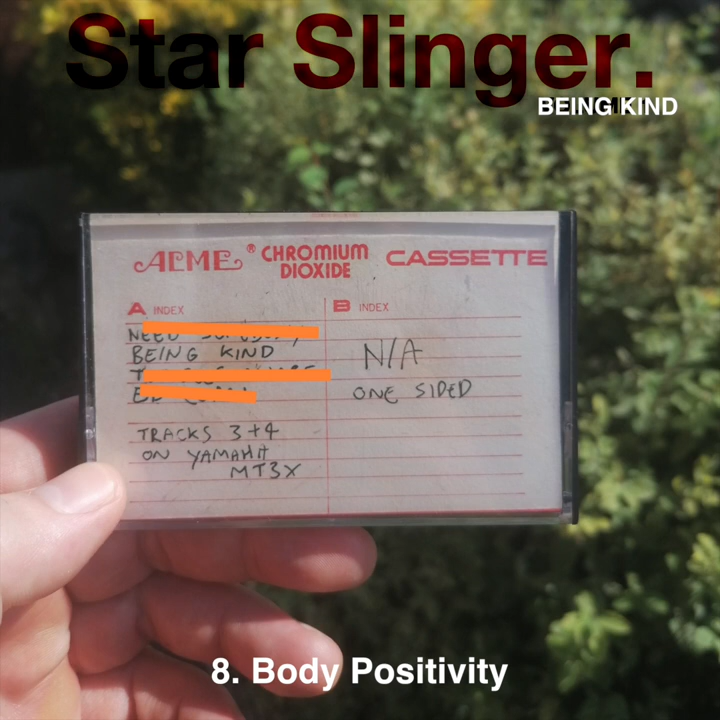 Star Slinger.
BEING KIND
ACME ® CHROMIUM DIOXIDE CASSETTE
A INDEX
NEED
BEING KIND
TRACKS 3+4
ON YAMAHA
MT3X
B INDEX
N/A
ONE SIDED
8. Body Positivity